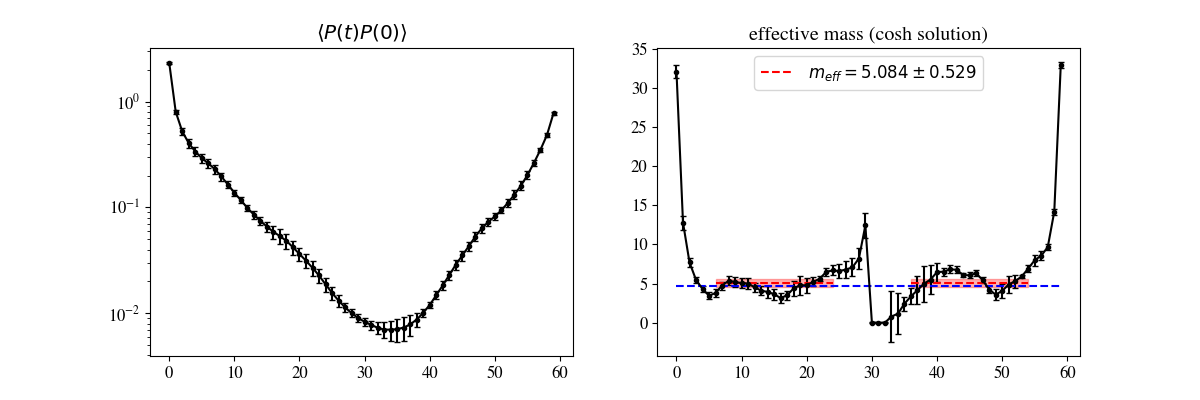 ⟨P(t)P(0)⟩
10⁰
10⁻¹
10⁻²
0 10 20 30 40 50 60
effective mass (cosh solution)
m_eff = 5.084 ± 0.529
35
30
25
20
15
10
5
0
0 10 20 30 40 50 60